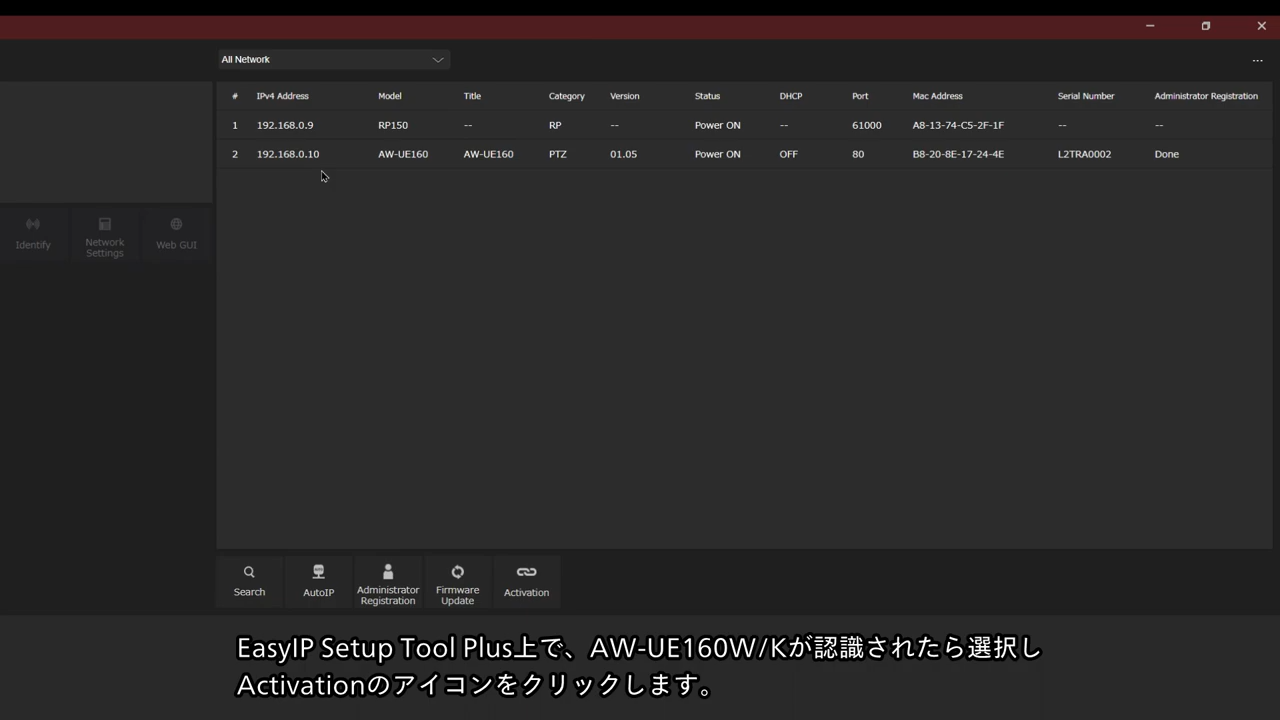 All Network
...
# IPv4 Address Model Title Category Version Status DHCP Port Mac Address Serial Number Administrator Registration
1 192.168.0.9 RP150 -- RP -- Power ON -- 61000 A8-13-74-C5-2F-1F -- --
2 192.168.0.10 AW-UE160 AW-UE160 PTZ 01.05 Power ON OFF 80 B8-20-8E-17-24-4E L2TRA0002 Done
Identify
Network
Settings
Web GUI
Search
AutoIP
Administrator
Registration
Firmware
Update
Activation
EasyIP Setup Tool Plus上で、AW-UE160W/Kが認識されたら選択し
Activationのアイコンをクリックします。